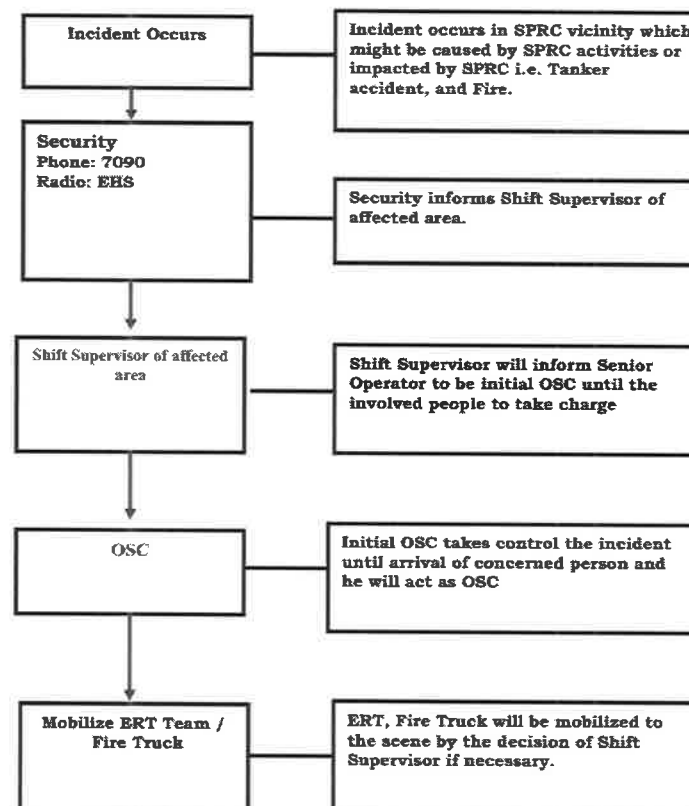 Incident Occurs
Incident occurs in SPRC vicinity which
might be caused by SPRC activities or
impacted by SPRC i.e. Tanker
accident, and Fire.
Security
Phone: 7090
Radio: EHS
Security informs Shift Supervisor of
affected area.
Shift Supervisor of affected
area
Shift Supervisor will inform Senior
Operator to be initial OSC until the
involved people to take charge
OSC
Initial OSC takes control the incident
until arrival of concerned person and
he will act as OSC
Mobilize ERT Team /
Fire Truck
ERT, Fire Truck will be mobilized to
the scene by the decision of Shift
Supervisor if necessary.